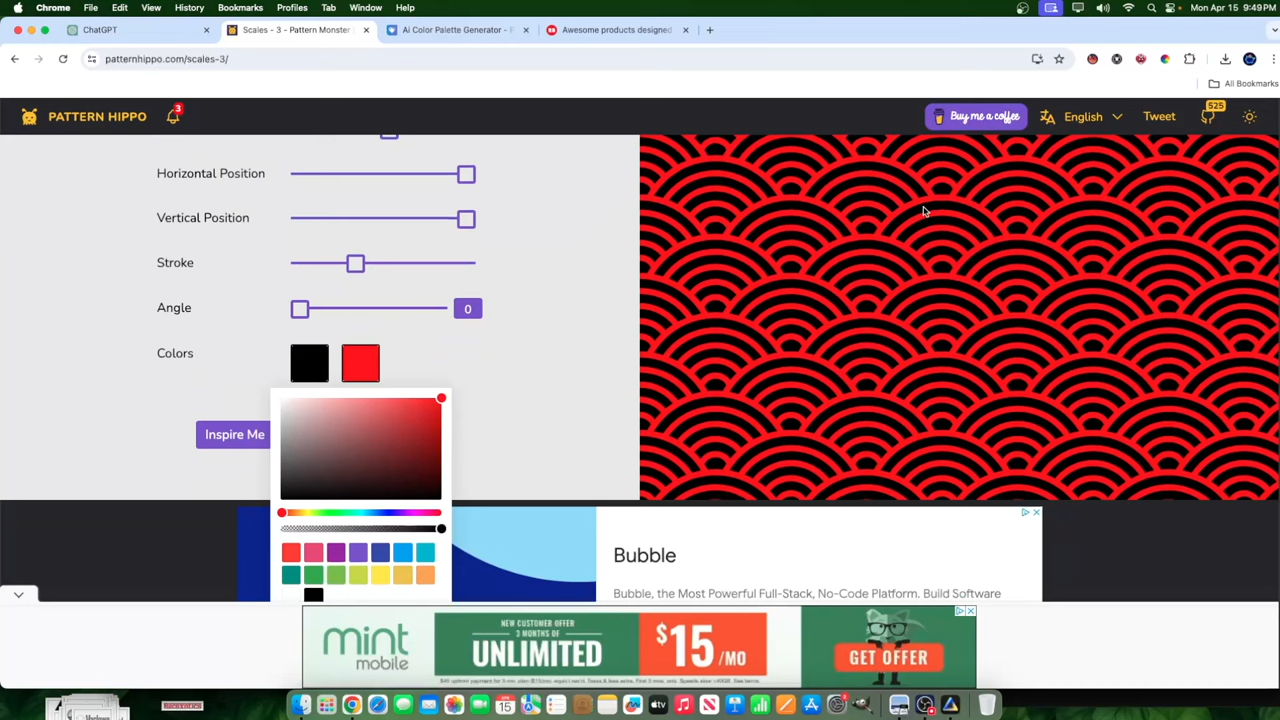 Chrome File Edit View History Bookmarks Profiles Tab Window Help
Mon Apr 15 9:49 PM
ChatGPT
Scales - 3 - Pattern Monster
Ai Color Palette Generator - F
Awesome products designed
patternhippo.com/scales-3/
All Bookmarks
PATTERN HIPPO
3
Buy me a coffee
English
Tweet
525
Horizontal Position
Vertical Position
Stroke
Angle
0
Colors
Inspire Me
Bubble
Bubble, the Most Powerful Full-Stack, No-Code Platform. Build Software
mint
mobile
NEW CUSTOMER OFFER
3 MONTHS OF
UNLIMITED
$15/MO
GET OFFER
APR
15